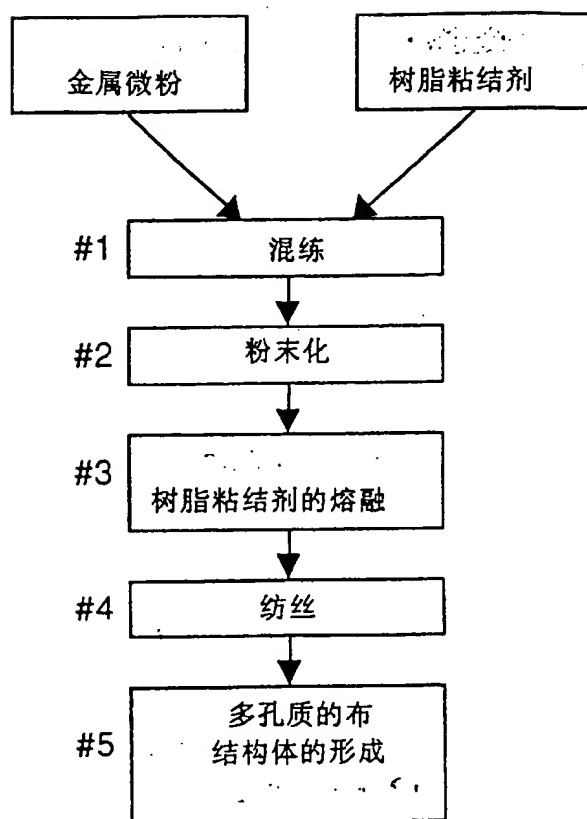 金属微粉
树脂粘结剂
#1 混练
#2 粉末化
#3 树脂粘结剂的熔融
#4 纺丝
#5 多孔质的布
结构体的形成